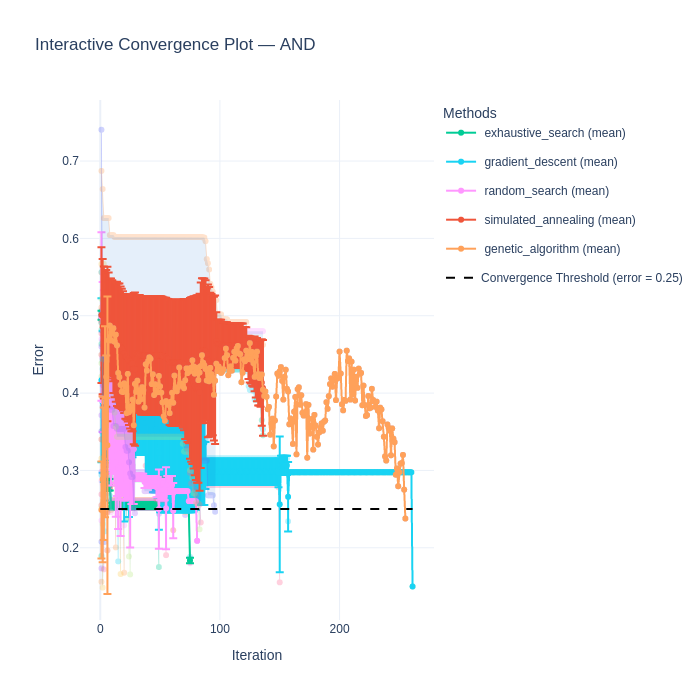 Interactive Convergence Plot — AND
Methods
exhaustive_search (mean)
gradient_descent (mean)
random_search (mean)
simulated_annealing (mean)
genetic_algorithm (mean)
Convergence Threshold (error = 0.25)
0.7
0.6
0.5
0.4
0.3
0.2
Error
0
100
200
Iteration